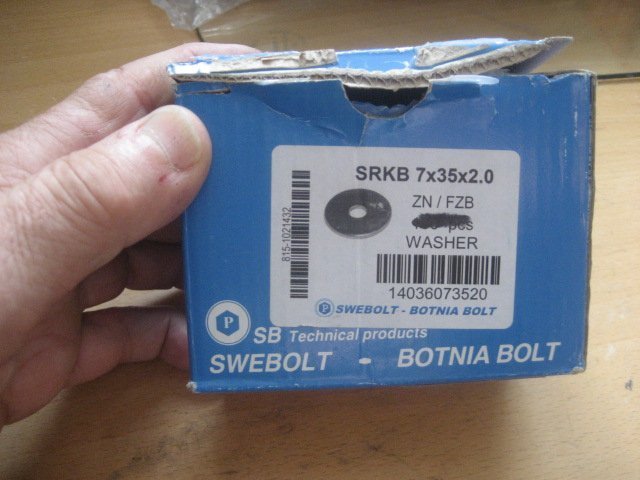 SRKB 7x35x2.0
ZN / FZB
pcs
WASHER
815-1021432
14036073520
P SWEBOLT - BOTNIA BOLT
P
SB Technical products
SWEBOLT - BOTNIA BOLT